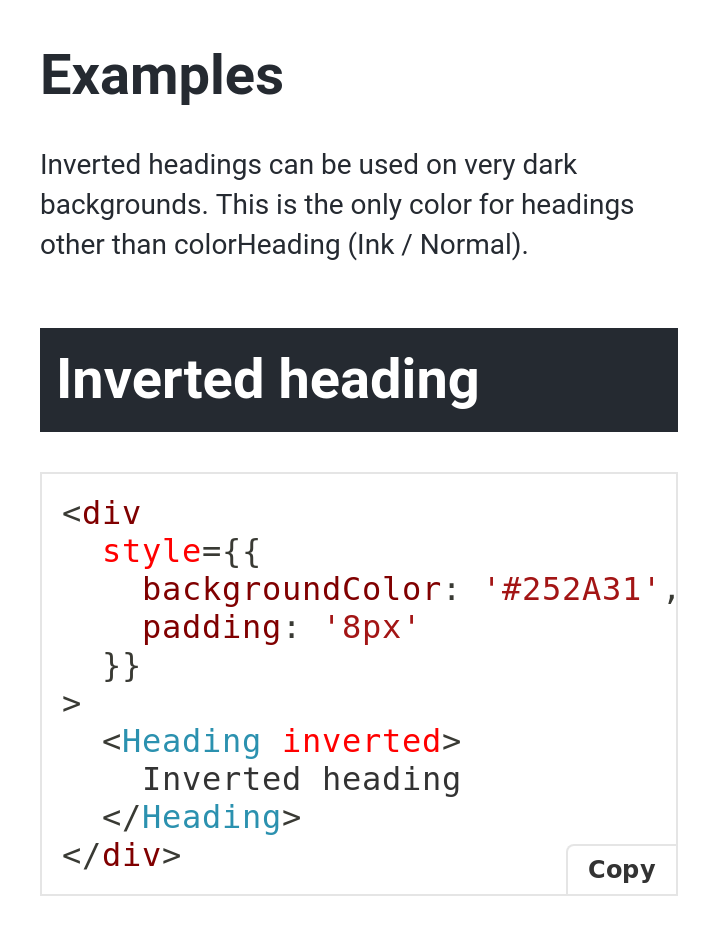 Examples
Inverted headings can be used on very dark
backgrounds. This is the only color for headings
other than colorHeading (Ink / Normal).
Inverted heading
<div
  style={{
    backgroundColor: '#252A31',
    padding: '8px'
  }}
>
  <Heading inverted>
    Inverted heading
  </Heading>
</div>
Copy